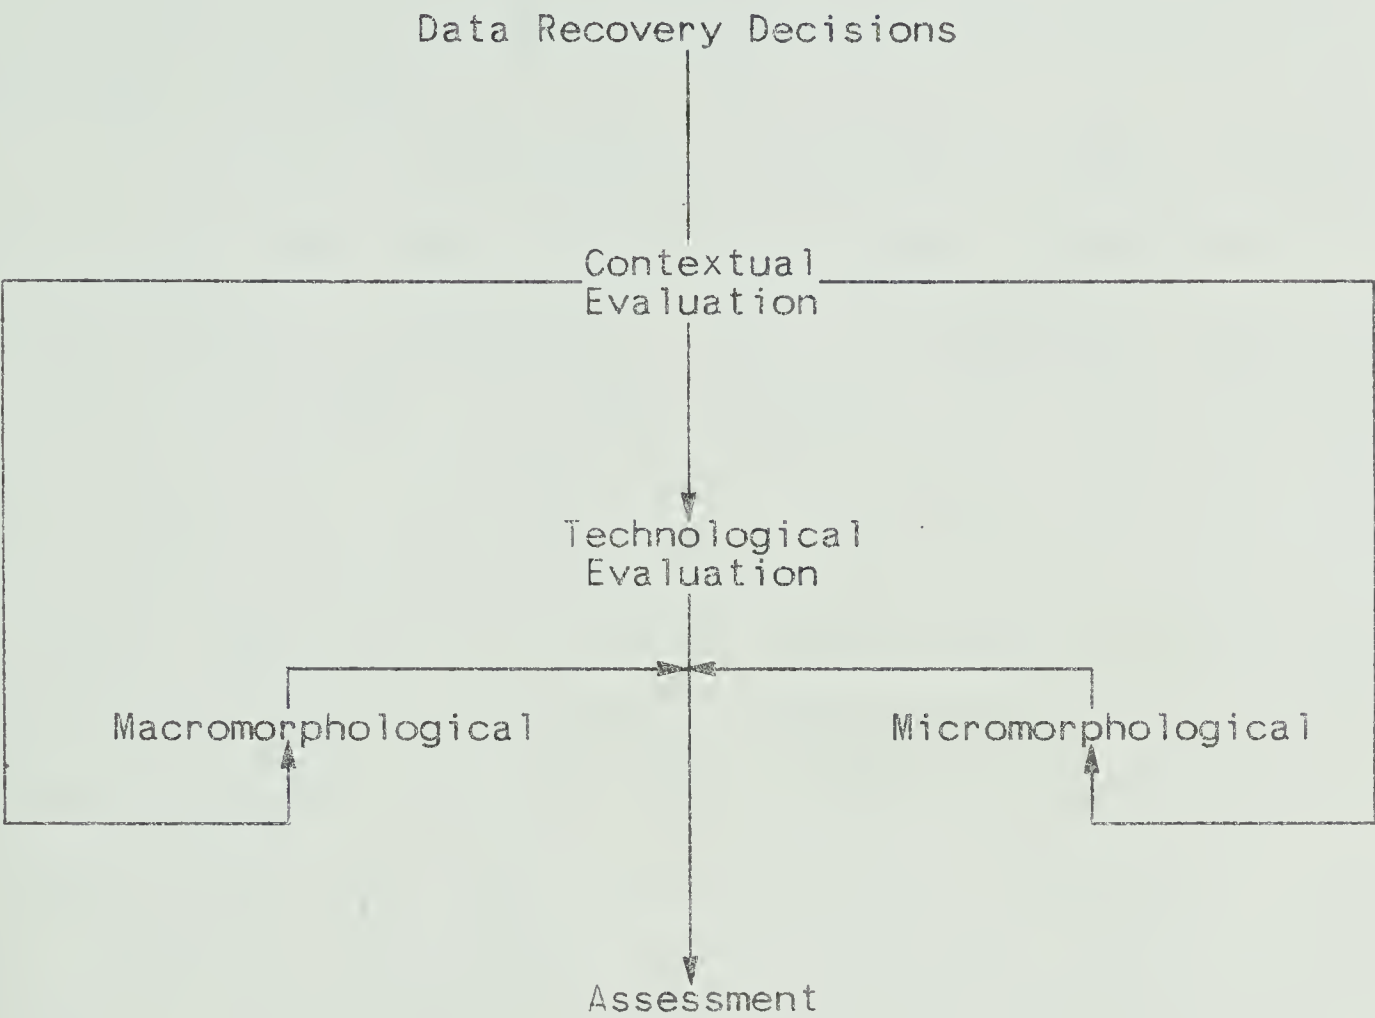 Data Recovery Decisions
Contextual
Evaluation
Technological
Evaluation
Macromorphological
Micromorphological
Assessment